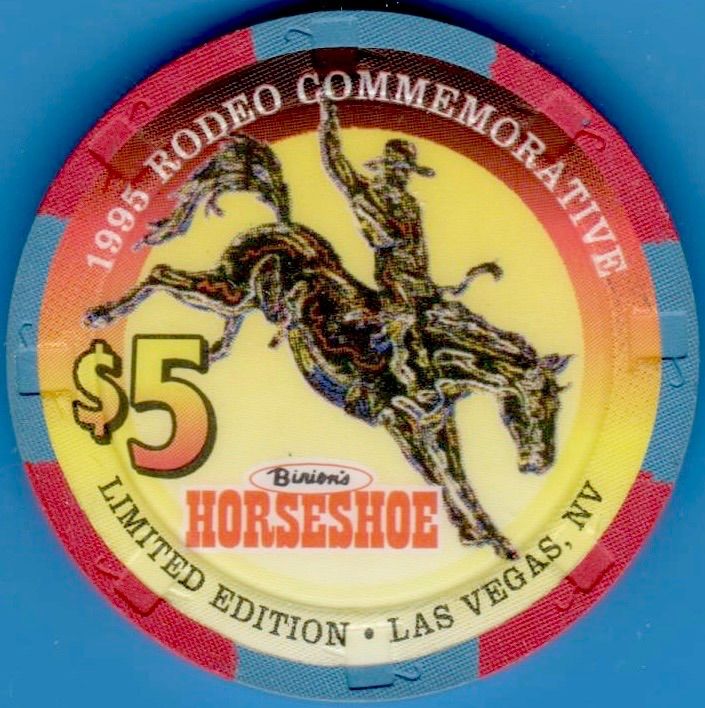 1995 RODEO COMMEMORATIVE
$5
Binion's
HORSESHOE
LIMITED EDITION • LAS VEGAS, NV